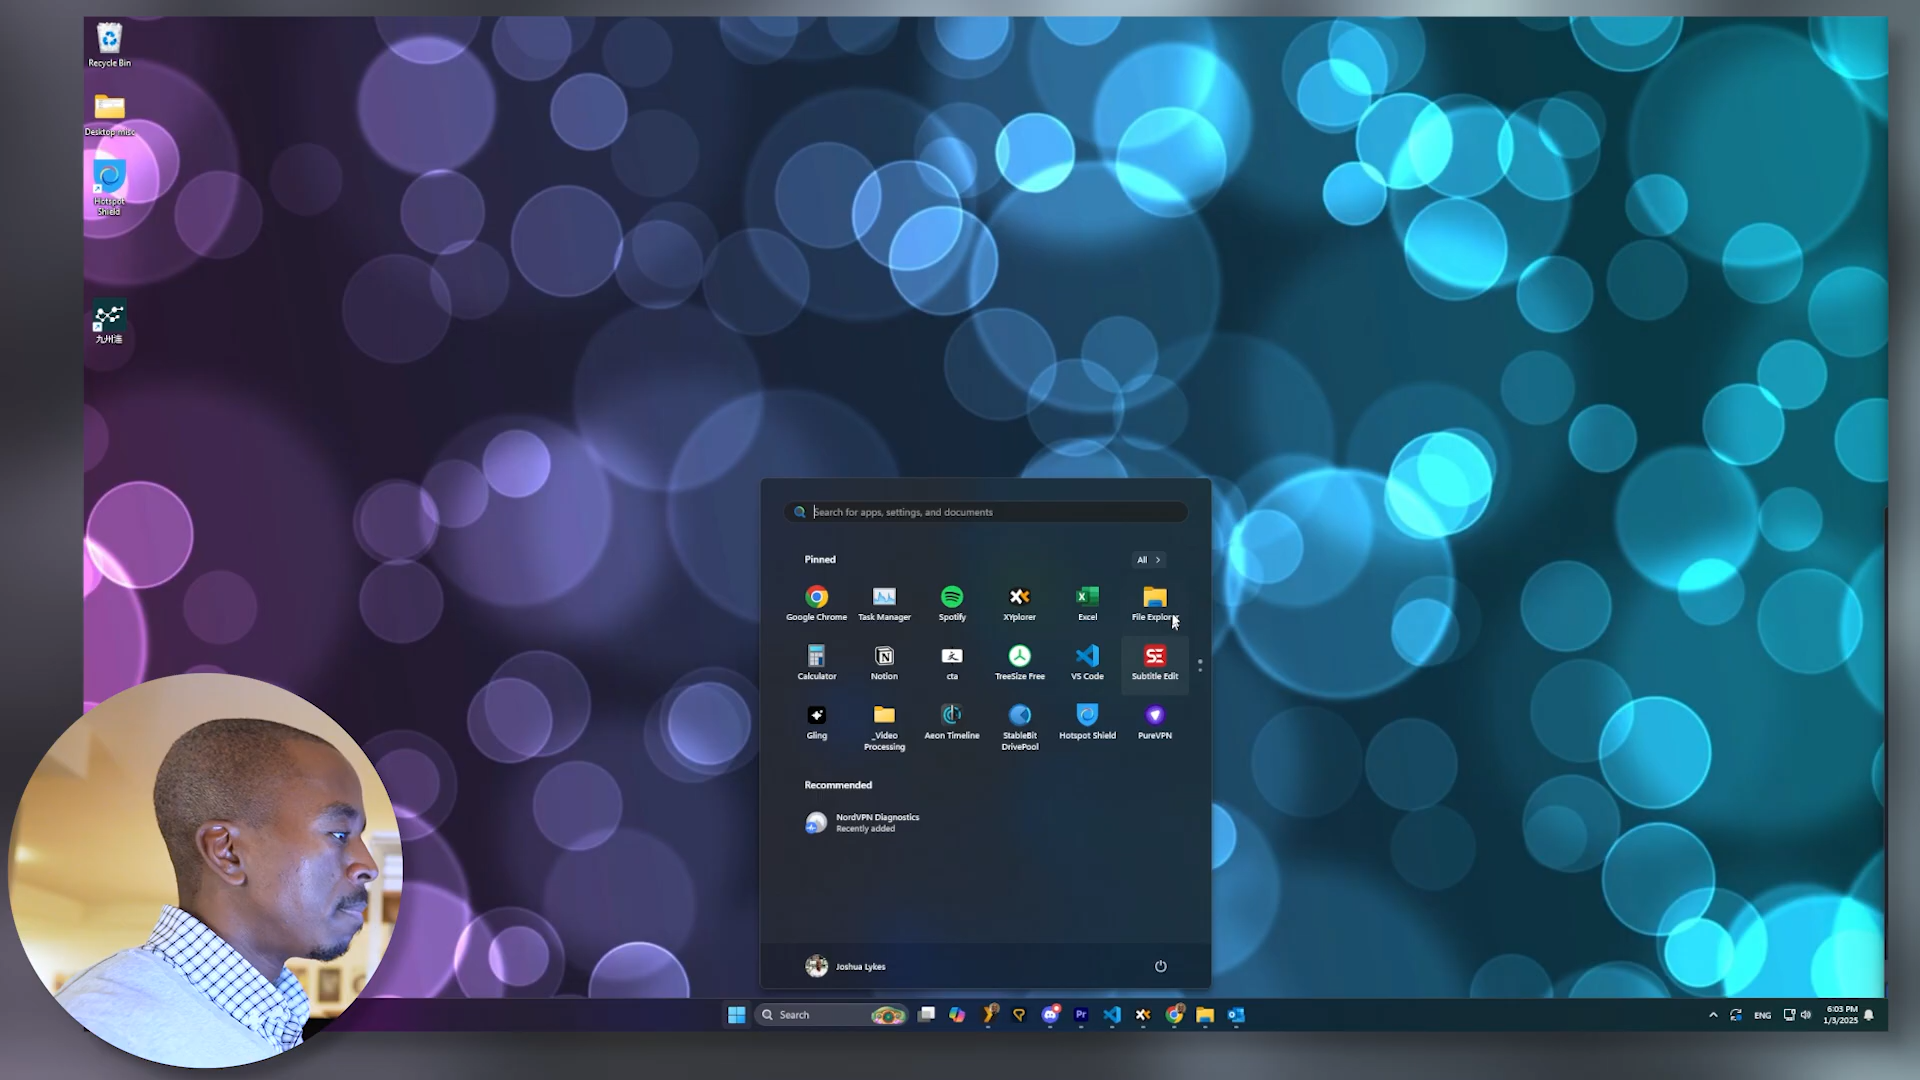 Recycle Bin
Desktop misc
Hotspot
Shield
九州连
Search for apps, settings, and documents
Pinned
All
Google Chrome
Task Manager
Spotify
XYplorer
Excel
File Explorer
Calculator
Notion
cta
TreeSize Free
VS Code
Subtitle Edit
Gling
_Video
Processing
Aeon Timeline
StableBit
DrivePool
Hotspot Shield
PureVPN
Recommended
NordVPN Diagnostics
Recently added
Joshua Lykes
Search
ENG
6:03 PM
1/3/2025